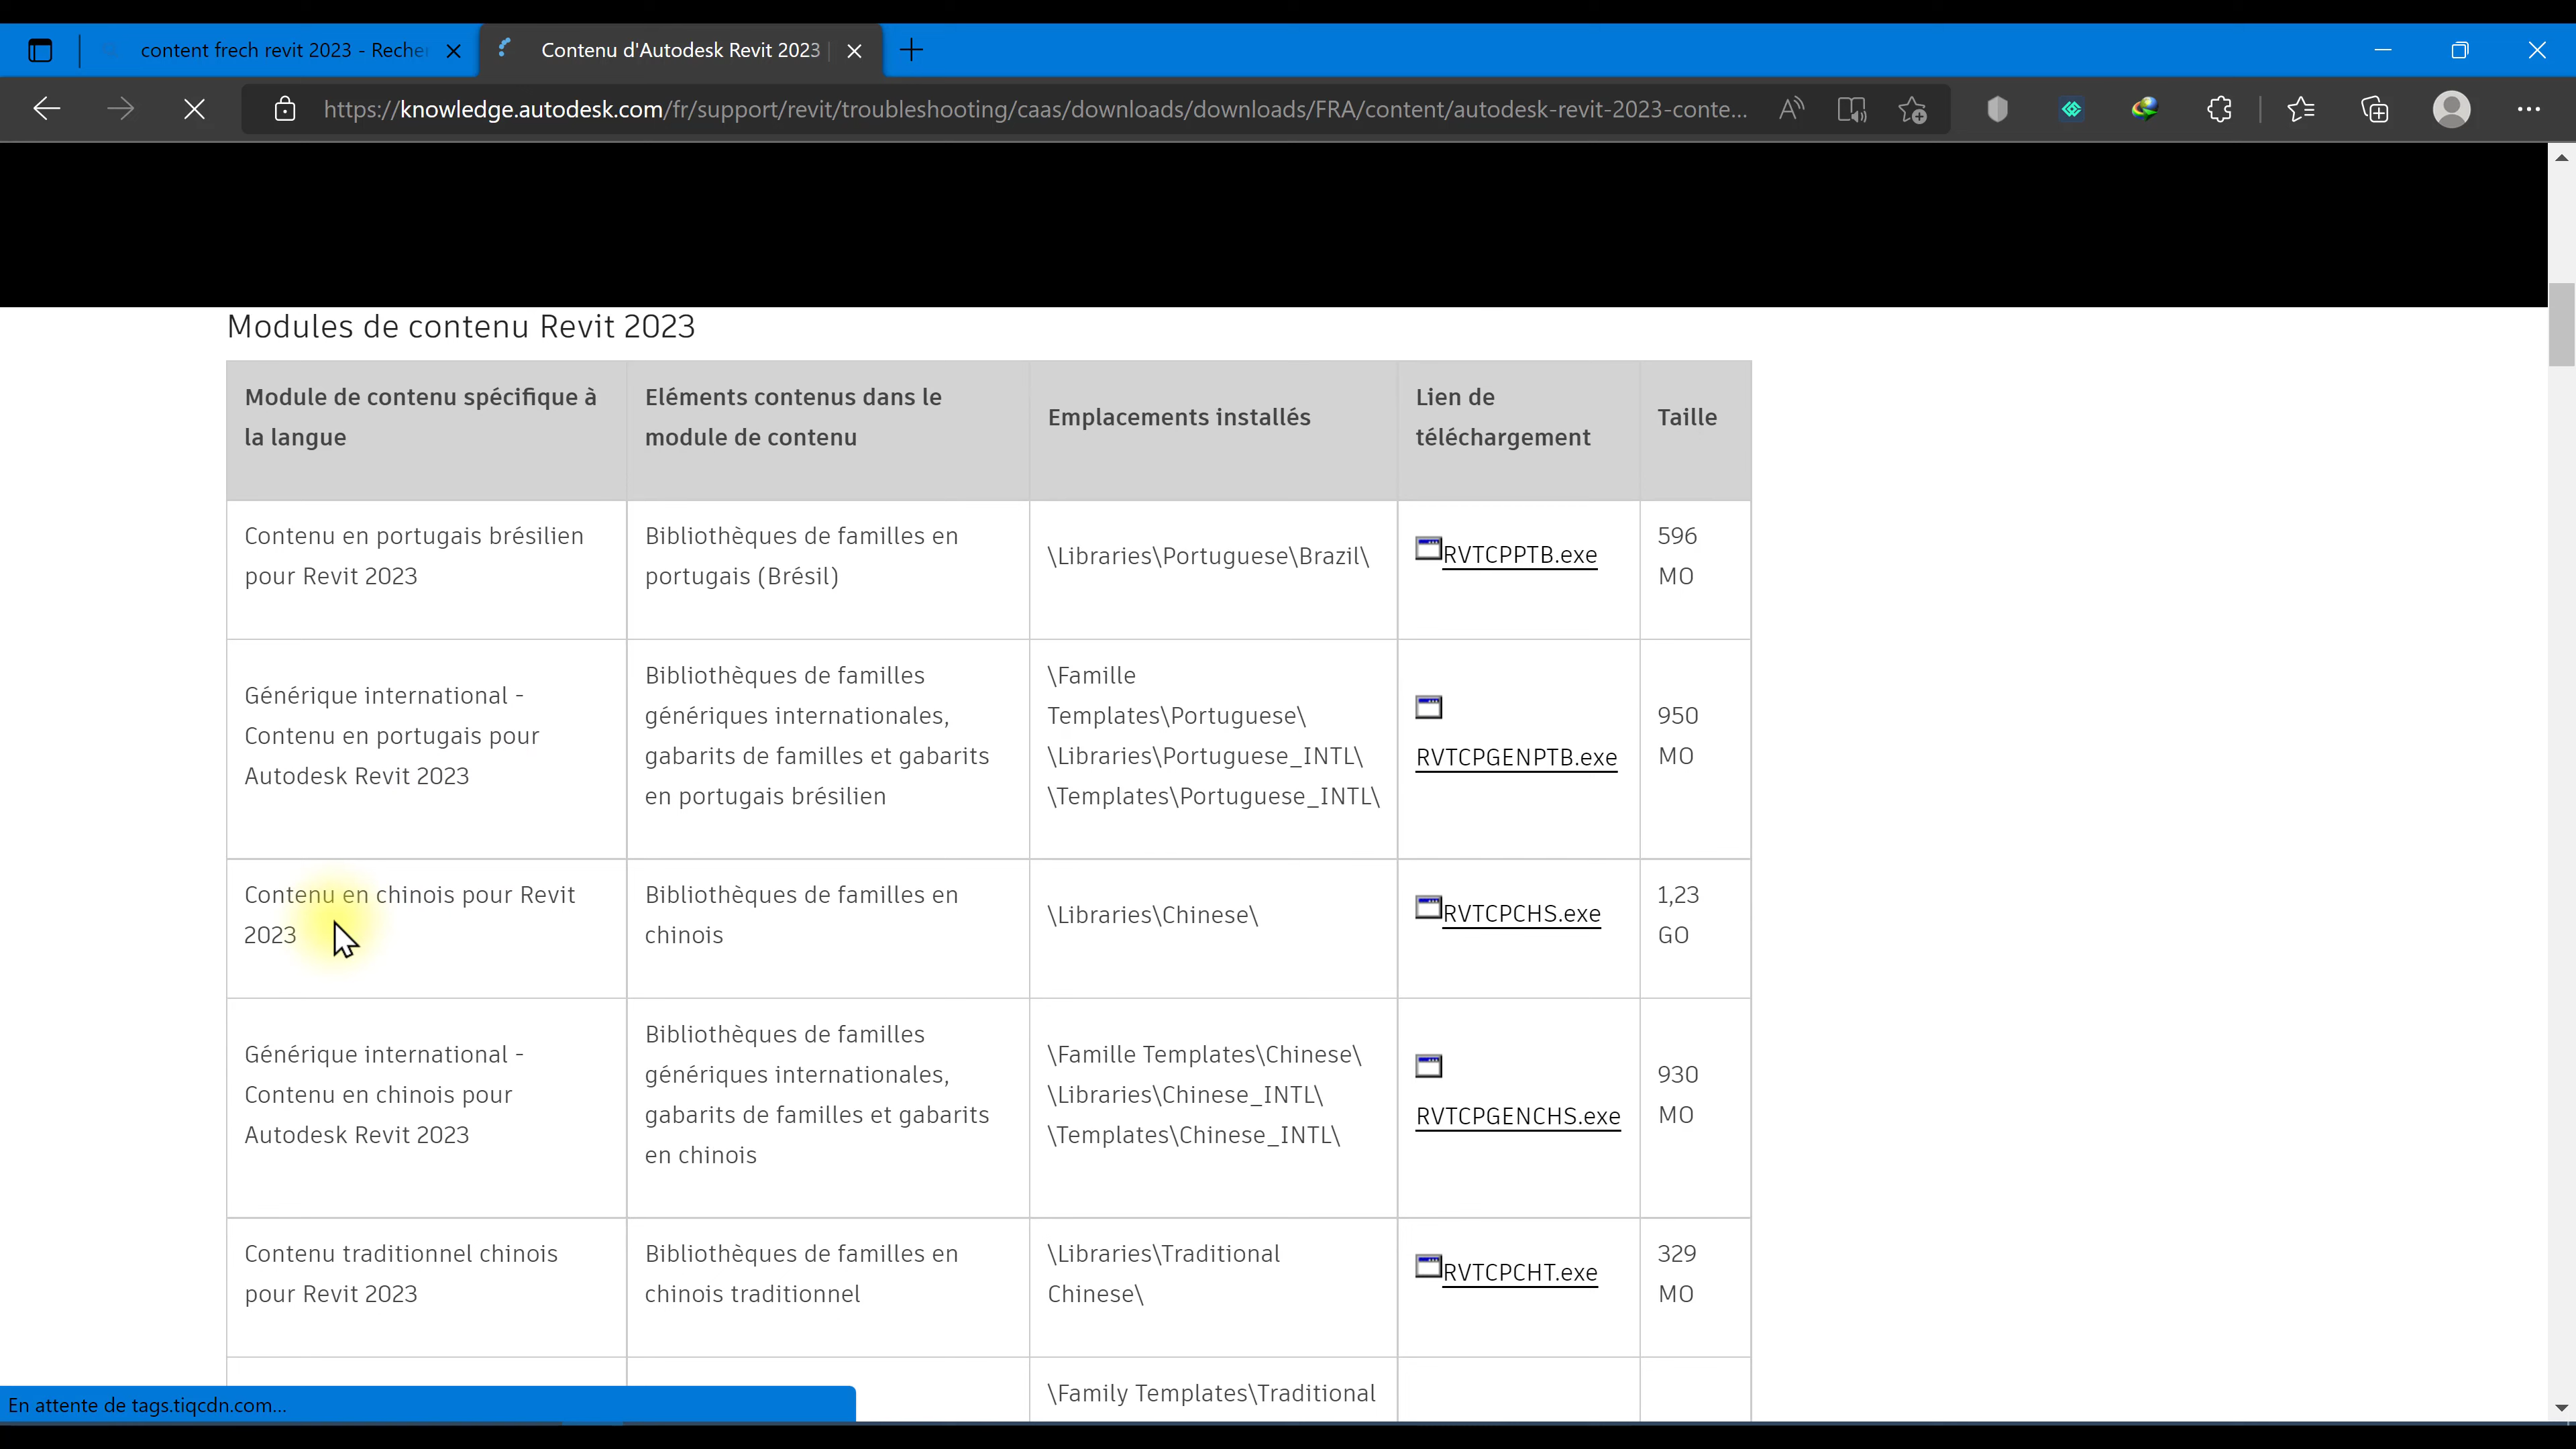 content frech revit 2023 - Reche
Contenu d'Autodesk Revit 2023
https://knowledge.autodesk.com/fr/support/revit/troubleshooting/caas/downloads/downloads/FRA/content/autodesk-revit-2023-conte...
Modules de contenu Revit 2023
Module de contenu spécifique à
la langue
Eléments contenus dans le
module de contenu
Emplacements installés
Lien de
téléchargement
Taille
Contenu en portugais brésilien
pour Revit 2023
Bibliothèques de familles en
portugais (Brésil)
\Libraries\Portuguese\Brazil\
RVTCPPTB.exe
596
MO
Générique international -
Contenu en portugais pour
Autodesk Revit 2023
Bibliothèques de familles
génériques internationales,
gabarits de familles et gabarits
en portugais brésilien
\Famille
Templates\Portuguese\
\Libraries\Portuguese_INTL\
\Templates\Portuguese_INTL\
RVTCPGENPTB.exe
950
MO
Contenu en chinois pour Revit
2023
Bibliothèques de familles en
chinois
\Libraries\Chinese\
RVTCPCHS.exe
1,23
GO
Générique international -
Contenu en chinois pour
Autodesk Revit 2023
Bibliothèques de familles
génériques internationales,
gabarits de familles et gabarits
en chinois
\Famille Templates\Chinese\
\Libraries\Chinese_INTL\
\Templates\Chinese_INTL\
RVTCPGENCHS.exe
930
MO
Contenu traditionnel chinois
pour Revit 2023
Bibliothèques de familles en
chinois traditionnel
\Libraries\Traditional
Chinese\
RVTCPCHT.exe
329
MO
\Family Templates\Traditional
En attente de tags.tiqcdn.com...